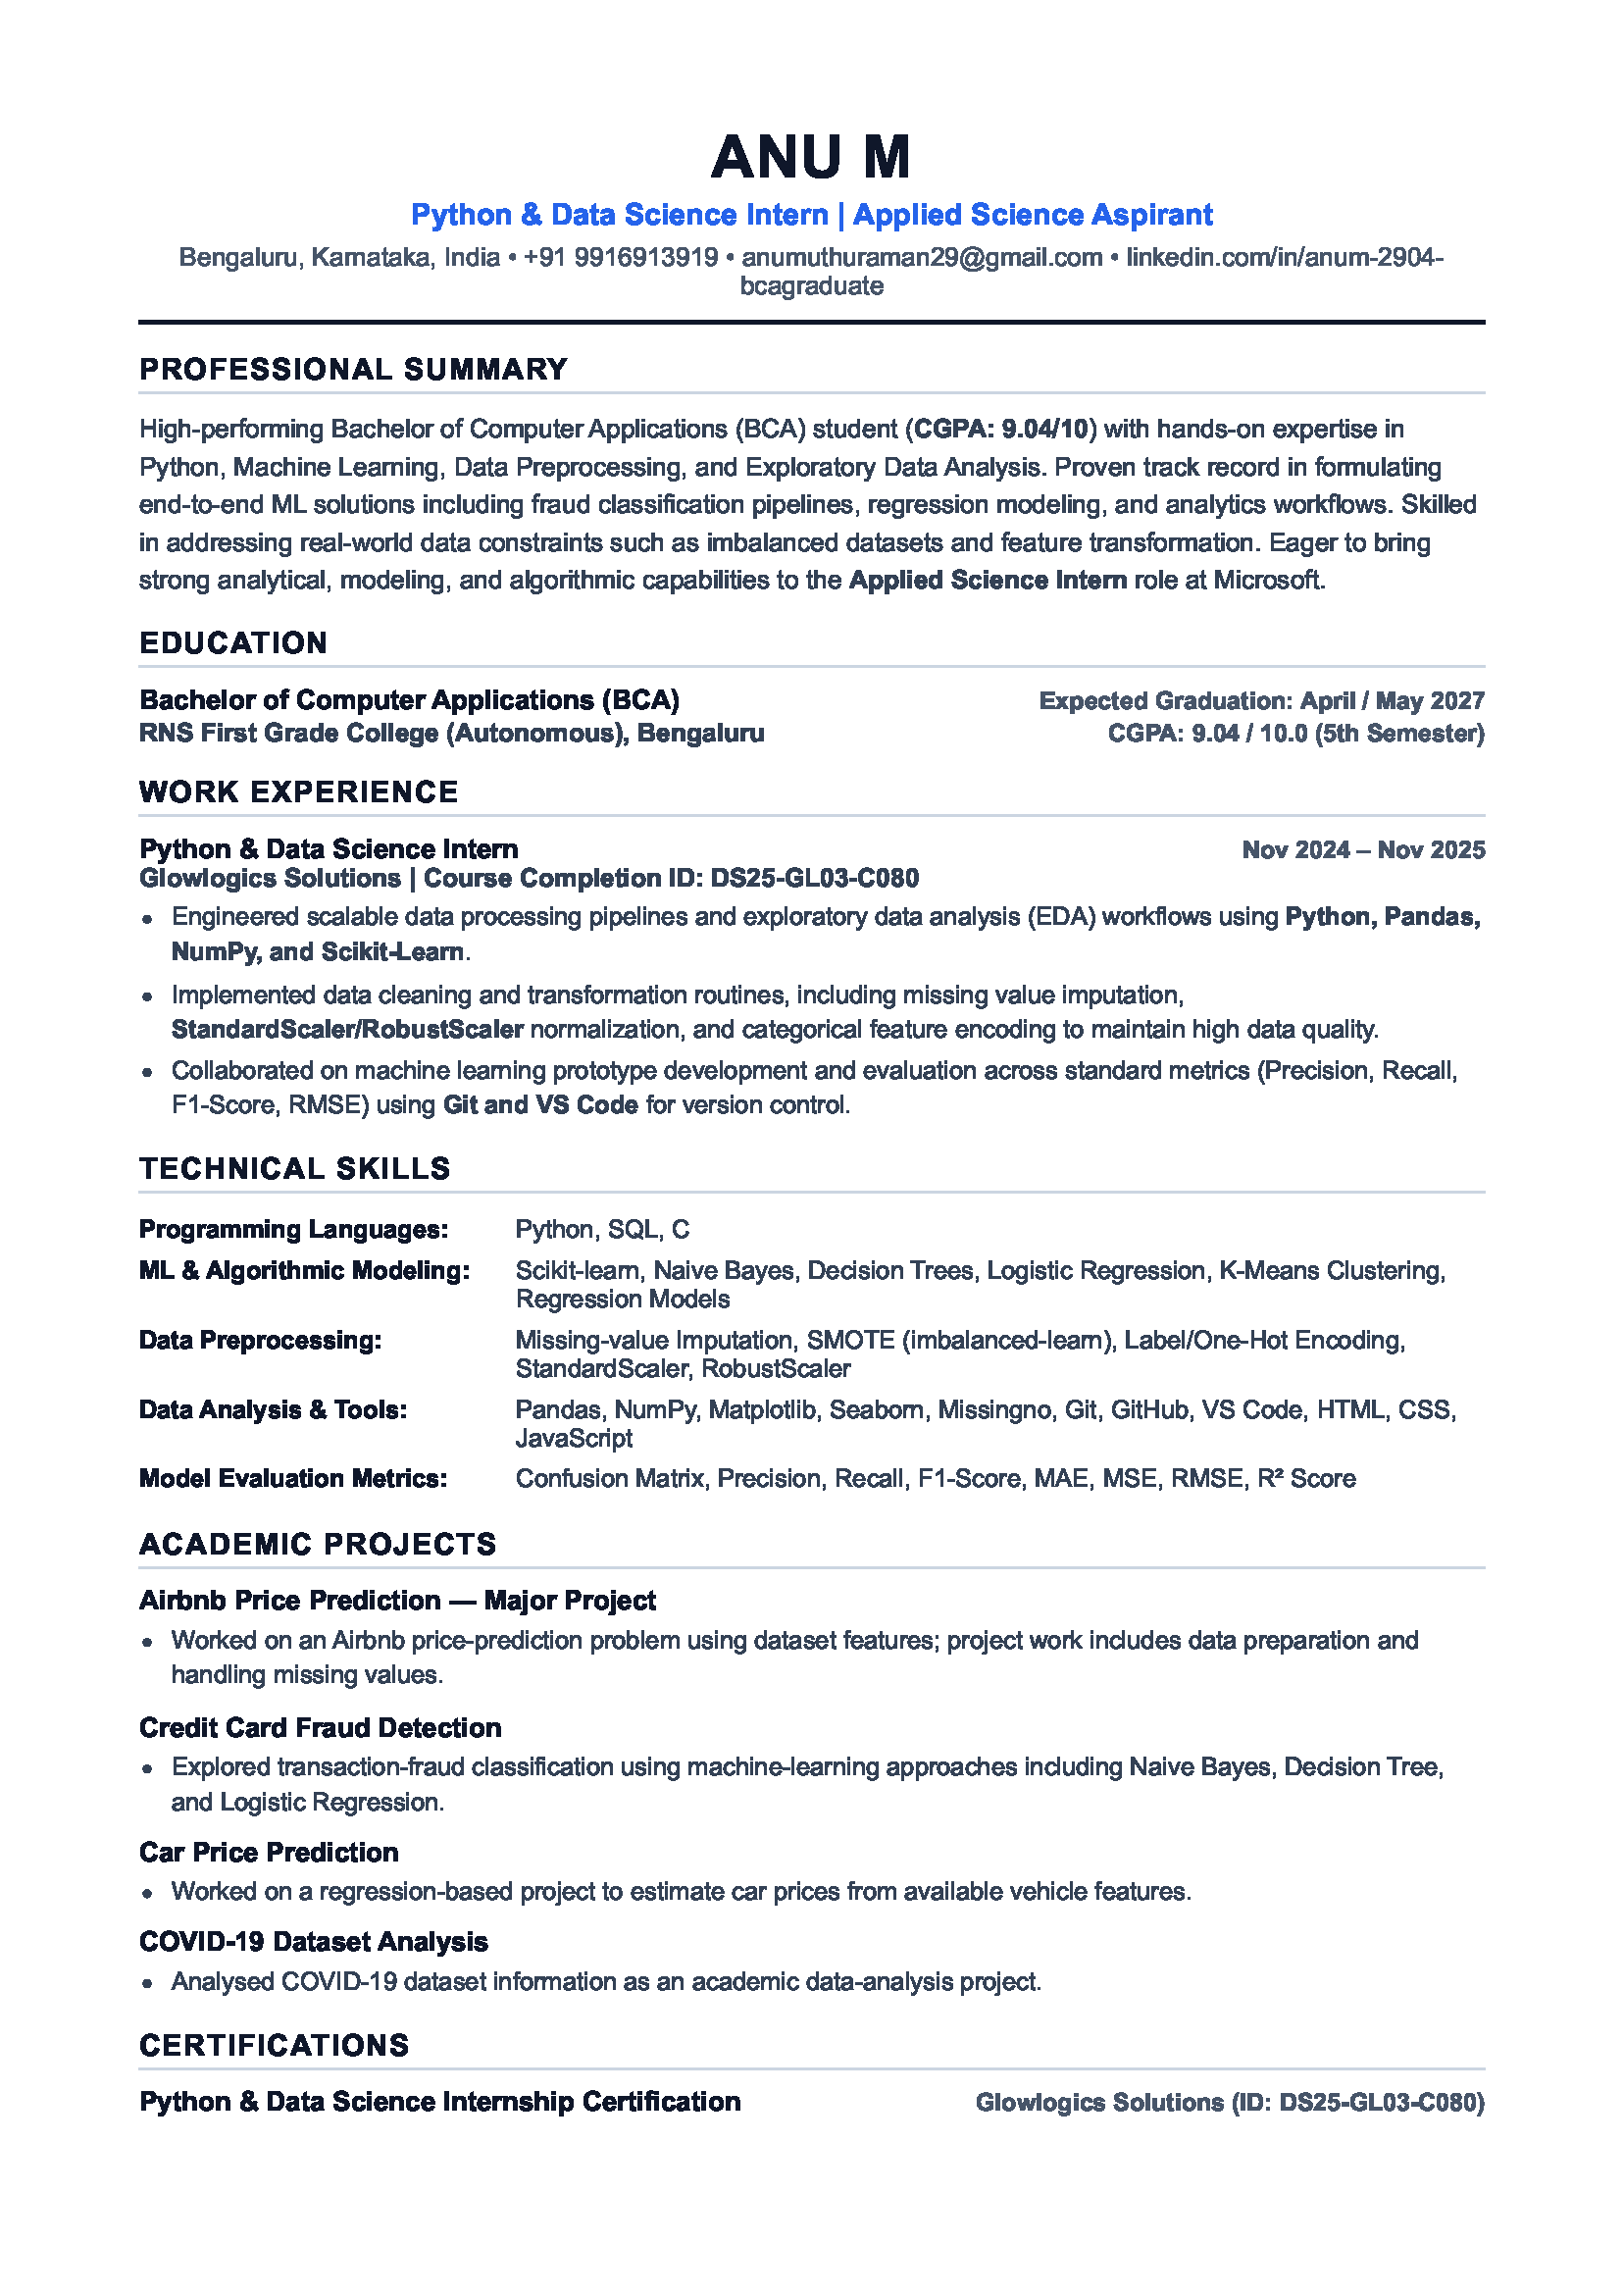 ANU M
Python & Data Science Intern | Applied Science Aspirant
Bengaluru, Karnataka, India • +91 9916913919 • anumuthuraman29@gmail.com • linkedin.com/in/anum-2904-
bcagraduate
PROFESSIONAL SUMMARY
High-performing Bachelor of Computer Applications (BCA) student (CGPA: 9.04/10) with hands-on expertise in
Python, Machine Learning, Data Preprocessing, and Exploratory Data Analysis. Proven track record in formulating
end-to-end ML solutions including fraud classification pipelines, regression modeling, and analytics workflows. Skilled
in addressing real-world data constraints such as imbalanced datasets and feature transformation. Eager to bring
strong analytical, modeling, and algorithmic capabilities to the Applied Science Intern role at Microsoft.
EDUCATION
Bachelor of Computer Applications (BCA) Expected Graduation: April / May 2027
RNS First Grade College (Autonomous), Bengaluru CGPA: 9.04 / 10.0 (5th Semester)
WORK EXPERIENCE
Python & Data Science Intern Nov 2024 – Nov 2025
Glowlogics Solutions | Course Completion ID: DS25-GL03-C080
• Engineered scalable data processing pipelines and exploratory data analysis (EDA) workflows using Python, Pandas,
NumPy, and Scikit-Learn.
• Implemented data cleaning and transformation routines, including missing value imputation,
StandardScaler/RobustScaler normalization, and categorical feature encoding to maintain high data quality.
• Collaborated on machine learning prototype development and evaluation across standard metrics (Precision, Recall,
F1-Score, RMSE) using Git and VS Code for version control.
TECHNICAL SKILLS
Programming Languages: Python, SQL, C
ML & Algorithmic Modeling: Scikit-learn, Naive Bayes, Decision Trees, Logistic Regression, K-Means Clustering,
Regression Models
Data Preprocessing: Missing-value Imputation, SMOTE (imbalanced-learn), Label/One-Hot Encoding,
StandardScaler, RobustScaler
Data Analysis & Tools: Pandas, NumPy, Matplotlib, Seaborn, Missingno, Git, GitHub, VS Code, HTML, CSS,
JavaScript
Model Evaluation Metrics: Confusion Matrix, Precision, Recall, F1-Score, MAE, MSE, RMSE, R² Score
ACADEMIC PROJECTS
Airbnb Price Prediction — Major Project
• Worked on an Airbnb price-prediction problem using dataset features; project work includes data preparation and
handling missing values.
Credit Card Fraud Detection
• Explored transaction-fraud classification using machine-learning approaches including Naive Bayes, Decision Tree,
and Logistic Regression.
Car Price Prediction
• Worked on a regression-based project to estimate car prices from available vehicle features.
COVID-19 Dataset Analysis
• Analysed COVID-19 dataset information as an academic data-analysis project.
CERTIFICATIONS
Python & Data Science Internship Certification Glowlogics Solutions (ID: DS25-GL03-C080)